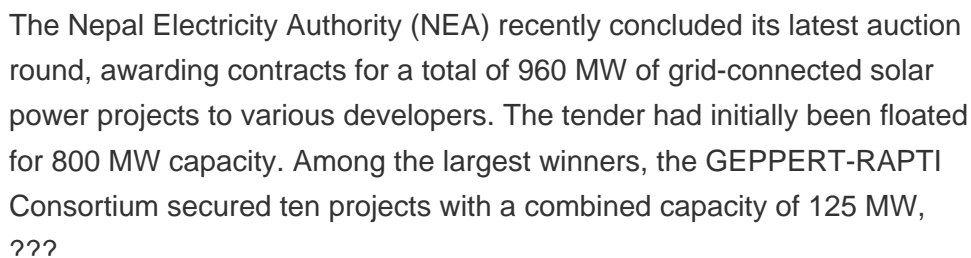 The Nepal Electricity Authority (NEA) recently concluded its latest auction
round, awarding contracts for a total of 960 MW of grid-connected solar
power projects to various developers. The tender had initially been floated
for 800 MW capacity. Among the largest winners, the GEPPERT-RAPTI
Consortium secured ten projects with a combined capacity of 125 MW,
???